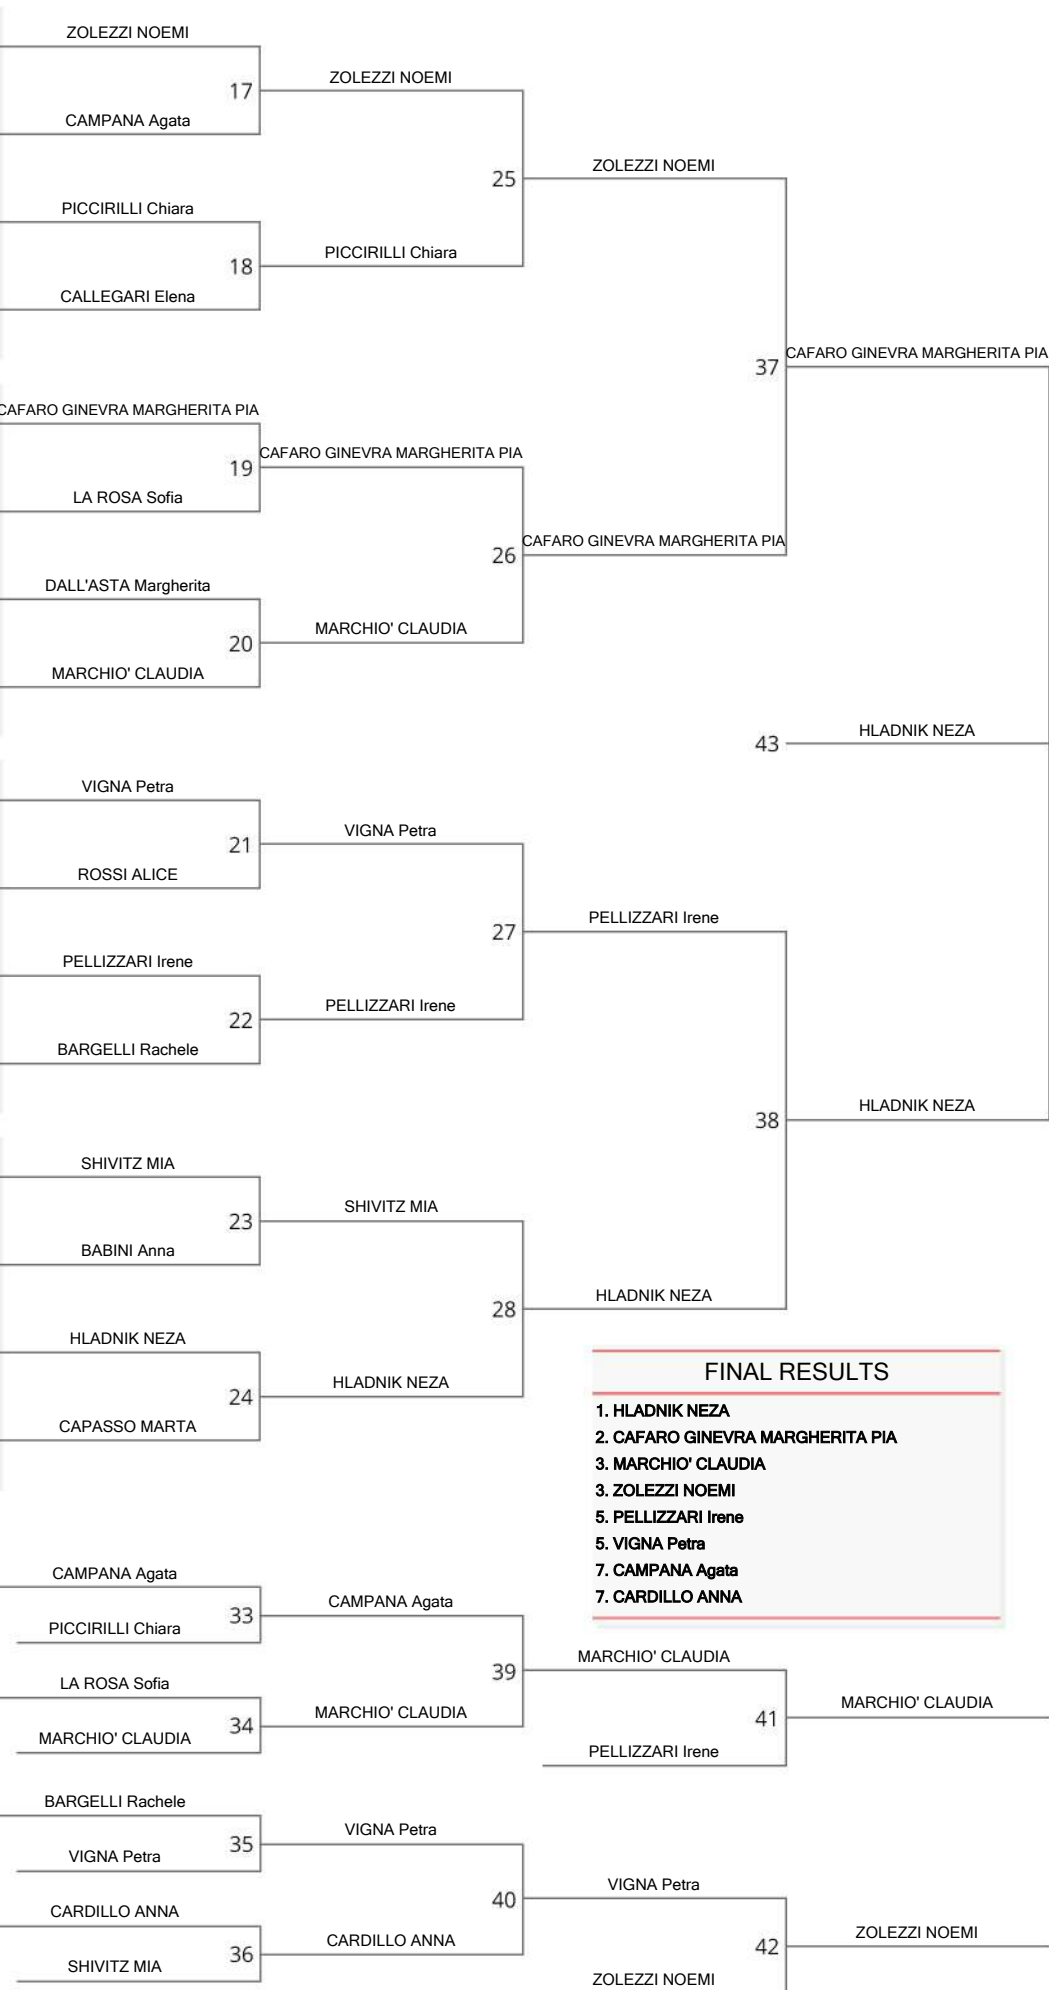 ZOLEZZI NOEMI
17
CAMPANA Agata
ZOLEZZI NOEMI
PICCIRILLI Chiara
18
CALLEGARI Elena
PICCIRILLI Chiara
25
ZOLEZZI NOEMI
CAFARO GINEVRA MARGHERITA PIA
19
LA ROSA Sofia
CAFARO GINEVRA MARGHERITA PIA
DALL'ASTA Margherita
20
MARCHIO' CLAUDIA
MARCHIO' CLAUDIA
26
CAFARO GINEVRA MARGHERITA PIA
37
CAFARO GINEVRA MARGHERITA PIA
43
HLADNIK NEZA
VIGNA Petra
21
ROSSI ALICE
VIGNA Petra
PELLIZZARI Irene
22
BARGELLI Rachele
PELLIZZARI Irene
27
PELLIZZARI Irene
SHIVITZ MIA
23
BABINI Anna
SHIVITZ MIA
HLADNIK NEZA
24
CAPASSO MARTA
HLADNIK NEZA
28
HLADNIK NEZA
38
HLADNIK NEZA
FINAL RESULTS
1. HLADNIK NEZA
2. CAFARO GINEVRA MARGHERITA PIA
3. MARCHIO' CLAUDIA
3. ZOLEZZI NOEMI
5. PELLIZZARI Irene
5. VIGNA Petra
7. CAMPANA Agata
7. CARDILLO ANNA
CAMPANA Agata
33
PICCIRILLI Chiara
CAMPANA Agata
LA ROSA Sofia
34
MARCHIO' CLAUDIA
MARCHIO' CLAUDIA
39
MARCHIO' CLAUDIA
41
PELLIZZARI Irene
MARCHIO' CLAUDIA
BARGELLI Rachele
35
VIGNA Petra
VIGNA Petra
CARDILLO ANNA
36
SHIVITZ MIA
CARDILLO ANNA
40
VIGNA Petra
42
ZOLEZZI NOEMI
ZOLEZZI NOEMI